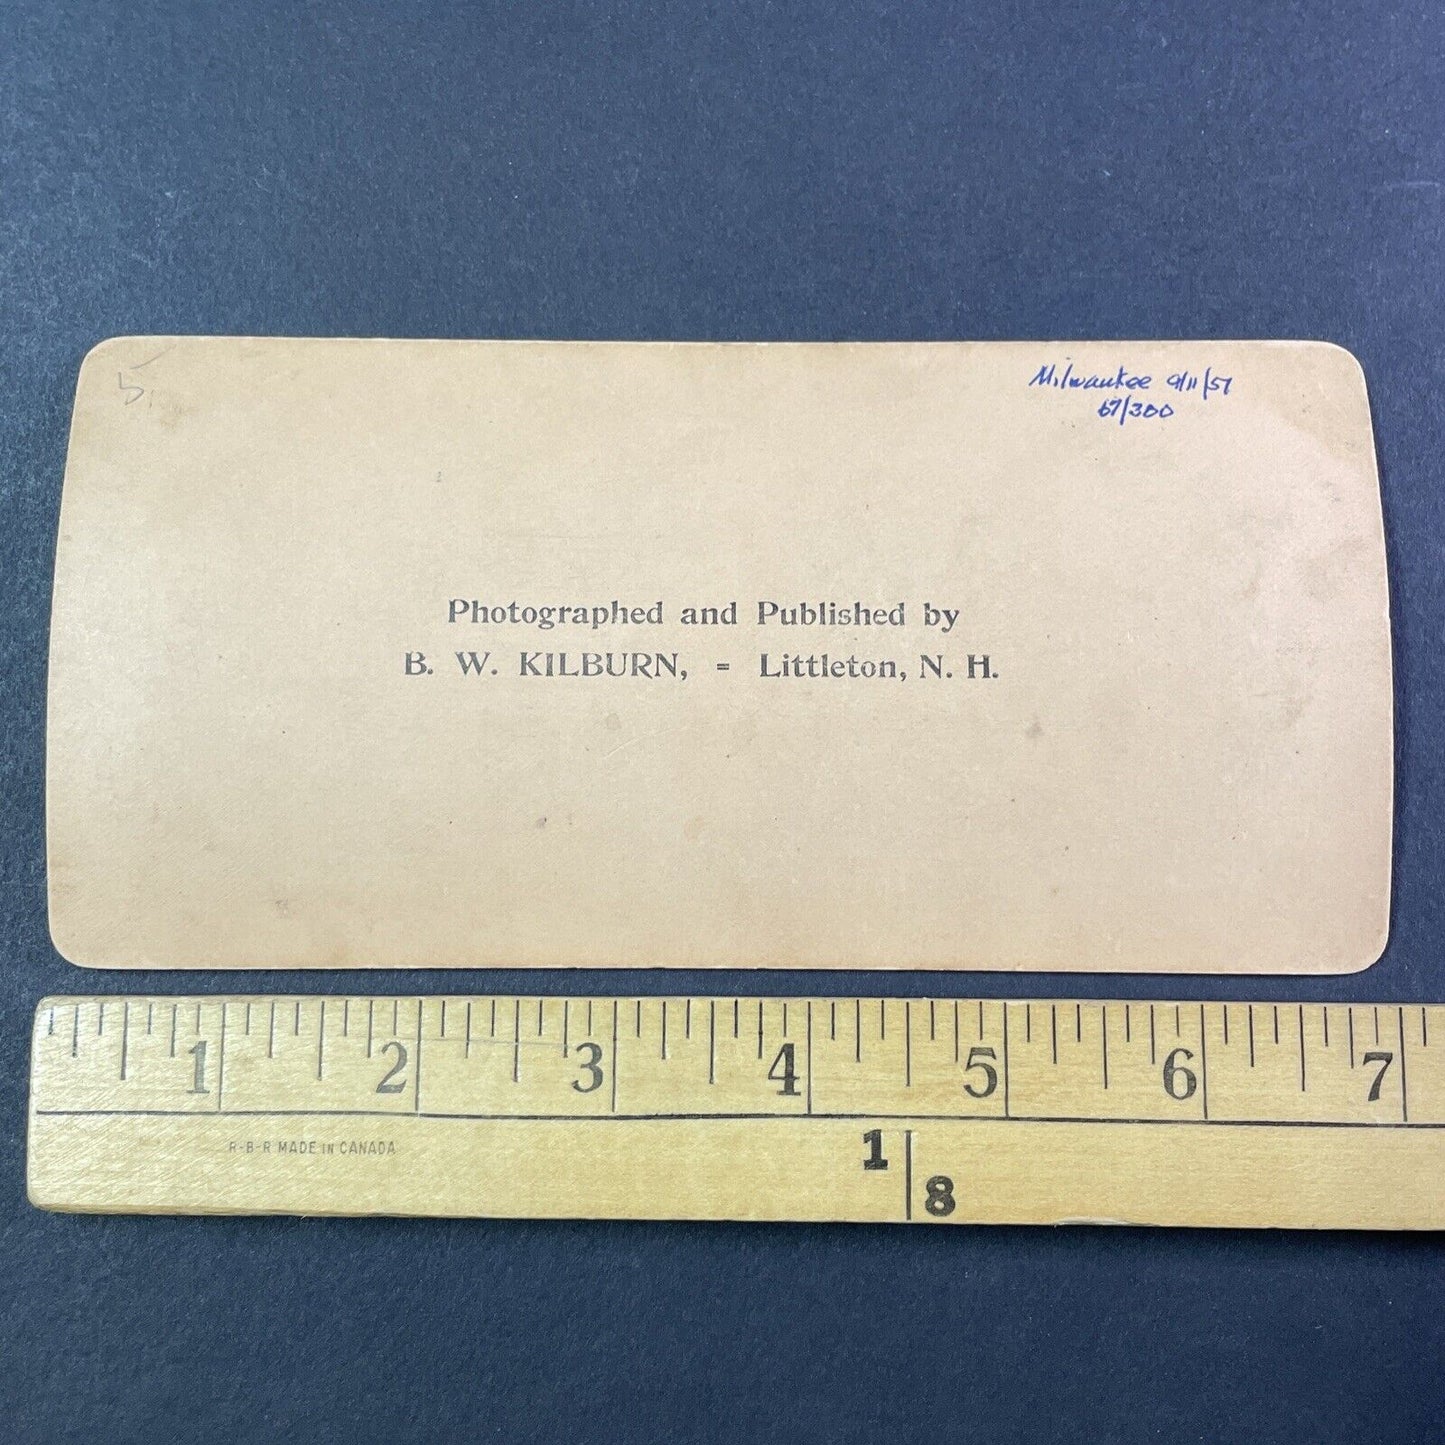 5.
Milwaukee 9/11/57
67/300
Photographed and Published by
B. W. KILBURN, = Littleton, N. H.
1 2 3 4 5 6 7
R-B-R MADE IN CANADA
1
8